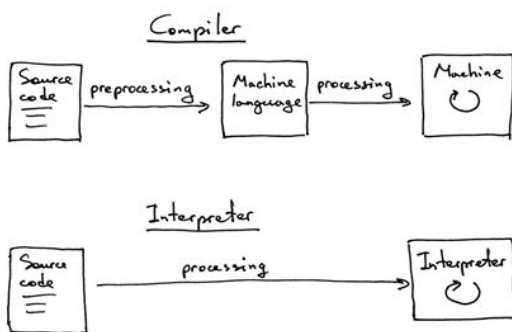 Compiler
Source
code
preprocessing
Machine
language
processing
Machine
Interpreter
Source
code
processing
Interpreter